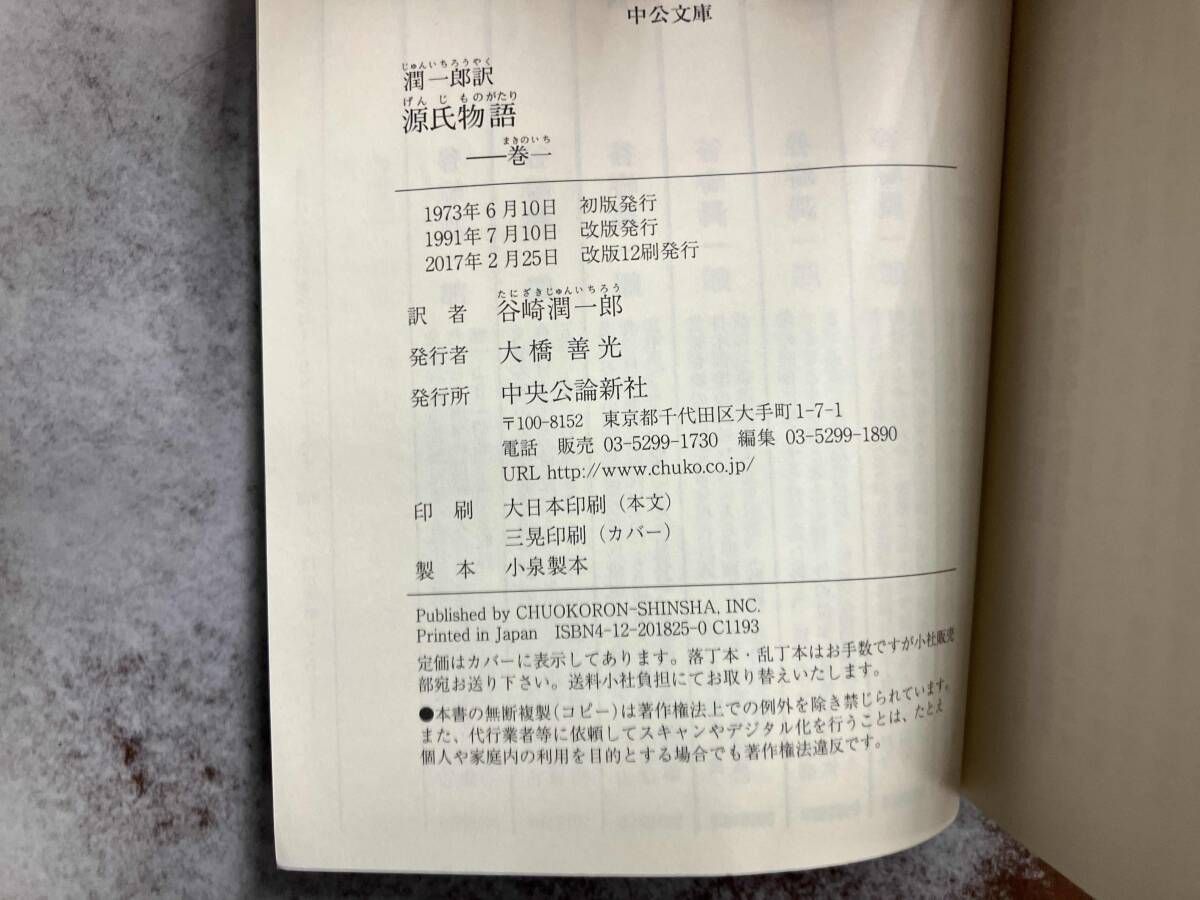 中公文庫
じゅんいちろうやく
潤一郎訳
げんじものがたり
源氏物語
まきのいち
――巻一
1973年6月10日 初版発行
1991年7月10日 改版発行
2017年2月25日 改版12刷発行
たにざきじゅんいちろう
訳者 谷崎潤一郎
発行者 大橋善光
発行所 中央公論新社
〒100-8152 東京都千代田区大手町1-7-1
電話 販売 03-5299-1730 編集 03-5299-1890
URL http://www.chuko.co.jp/
印刷 大日本印刷（本文）
三晃印刷（カバー）
製本 小泉製本
Published by CHUOKORON-SHINSHA, INC.
Printed in Japan ISBN4-12-201825-0 C1193
定価はカバーに表示してあります。落丁本・乱丁本はお手数ですが小社販売
部宛お送り下さい。送料小社負担にてお取り替えいたします。
●本書の無断複製（コピー）は著作権法上での例外を除き禁じられています。
また、代行業者等に依頼してスキャンやデジタル化を行うことは、たとえ
個人や家庭内の利用を目的とする場合でも著作権法違反です。